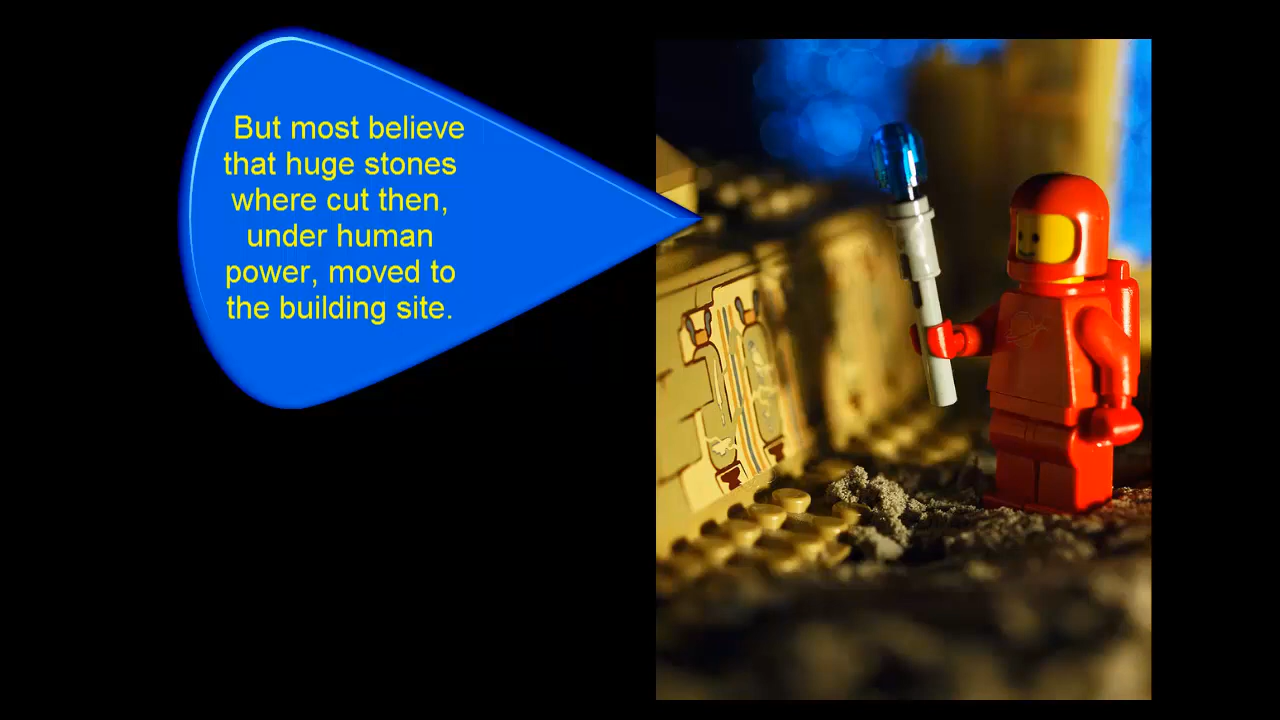 But most believe
that huge stones
where cut then,
under human
power, moved to
the building site.